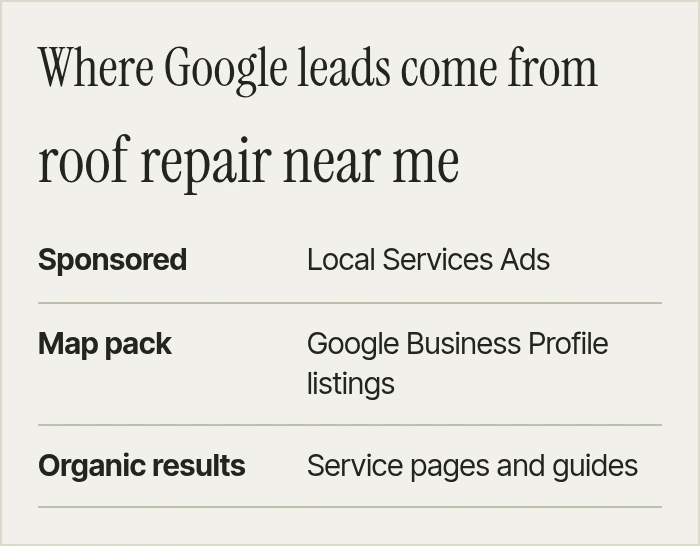 Where Google leads come from
roof repair near me
Sponsored Local Services Ads
Map pack Google Business Profile
listings
Organic results Service pages and guides